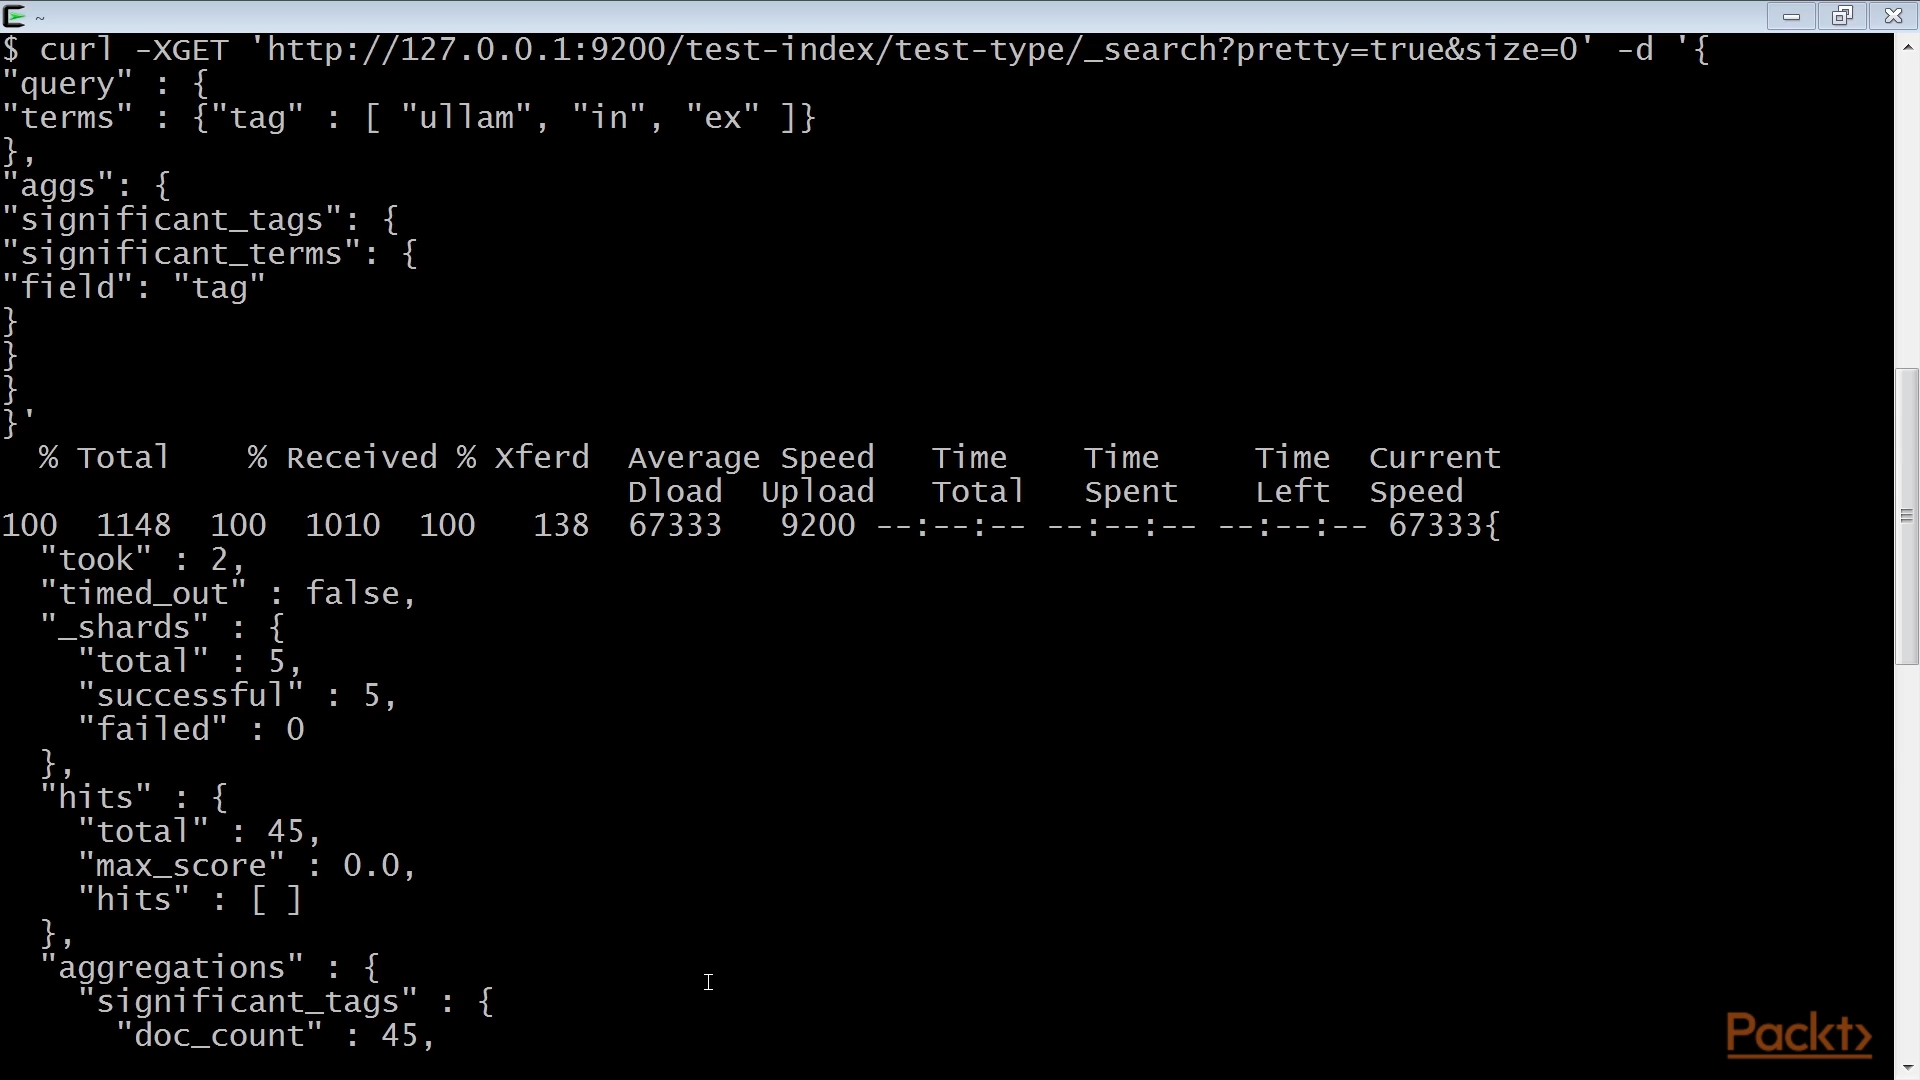 ~
$ curl -XGET 'http://127.0.0.1:9200/test-index/test-type/_search?pretty=true&size=0' -d '{
"query" : {
"terms" : {"tag" : [ "ullam", "in", "ex" ]}
},
"aggs": {
"significant_tags": {
"significant_terms": {
"field": "tag"
}
}
}
}'
  % Total    % Received % Xferd  Average Speed   Time    Time     Time  Current
                                 Dload  Upload   Total   Spent    Left  Speed
100  1148  100  1010  100   138  67333   9200 --:--:-- --:--:-- --:--:-- 67333{
  "took" : 2,
  "timed_out" : false,
  "_shards" : {
    "total" : 5,
    "successful" : 5,
    "failed" : 0
  },
  "hits" : {
    "total" : 45,
    "max_score" : 0.0,
    "hits" : [ ]
  },
  "aggregations" : {
    "significant_tags" : {
      "doc_count" : 45,
Packt>